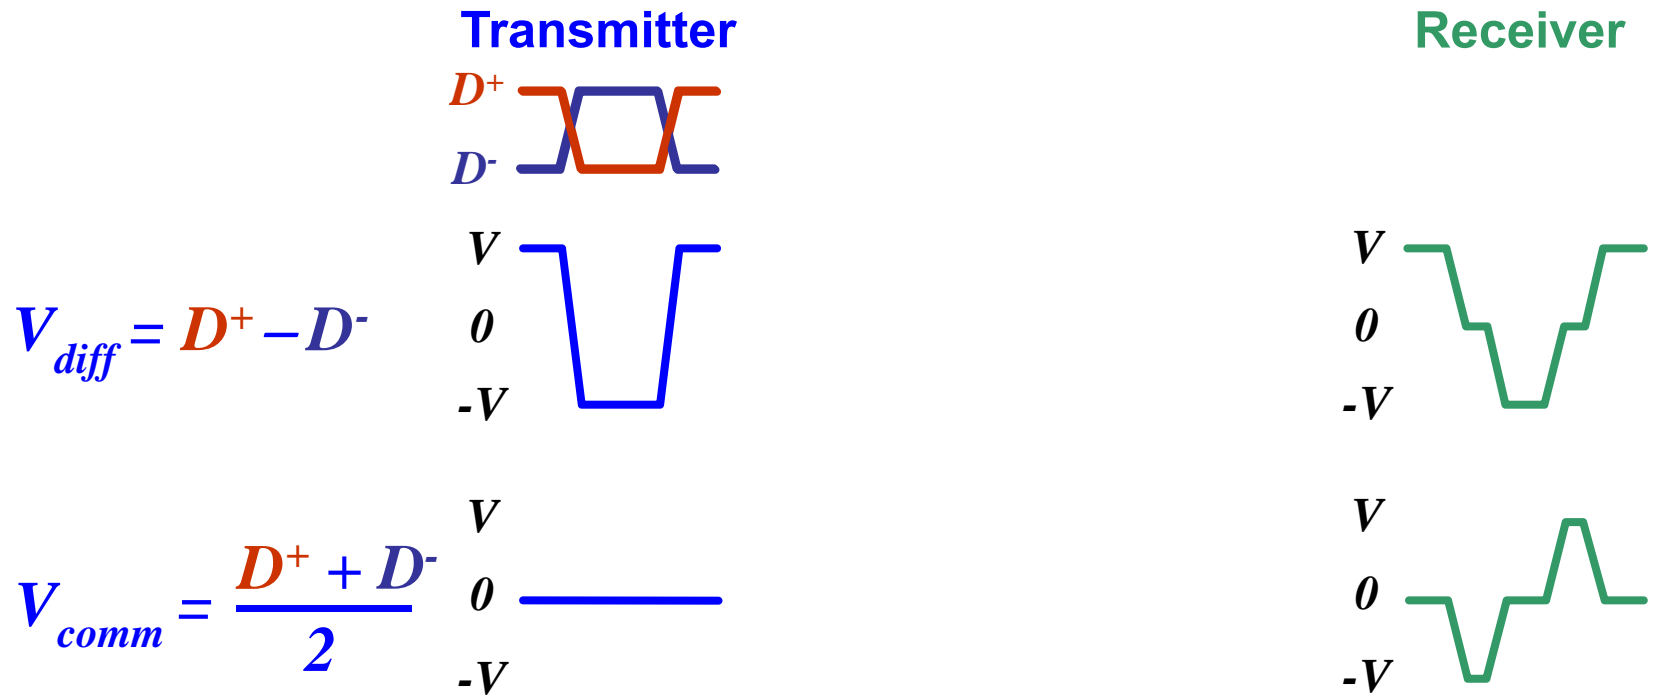 Transmitter
Receiver
D+
D-
V
0
-V
V
0
-V
Vdiff = D+ – D-
V
0
-V
V
0
-V
Vcomm = D+ + D-
2